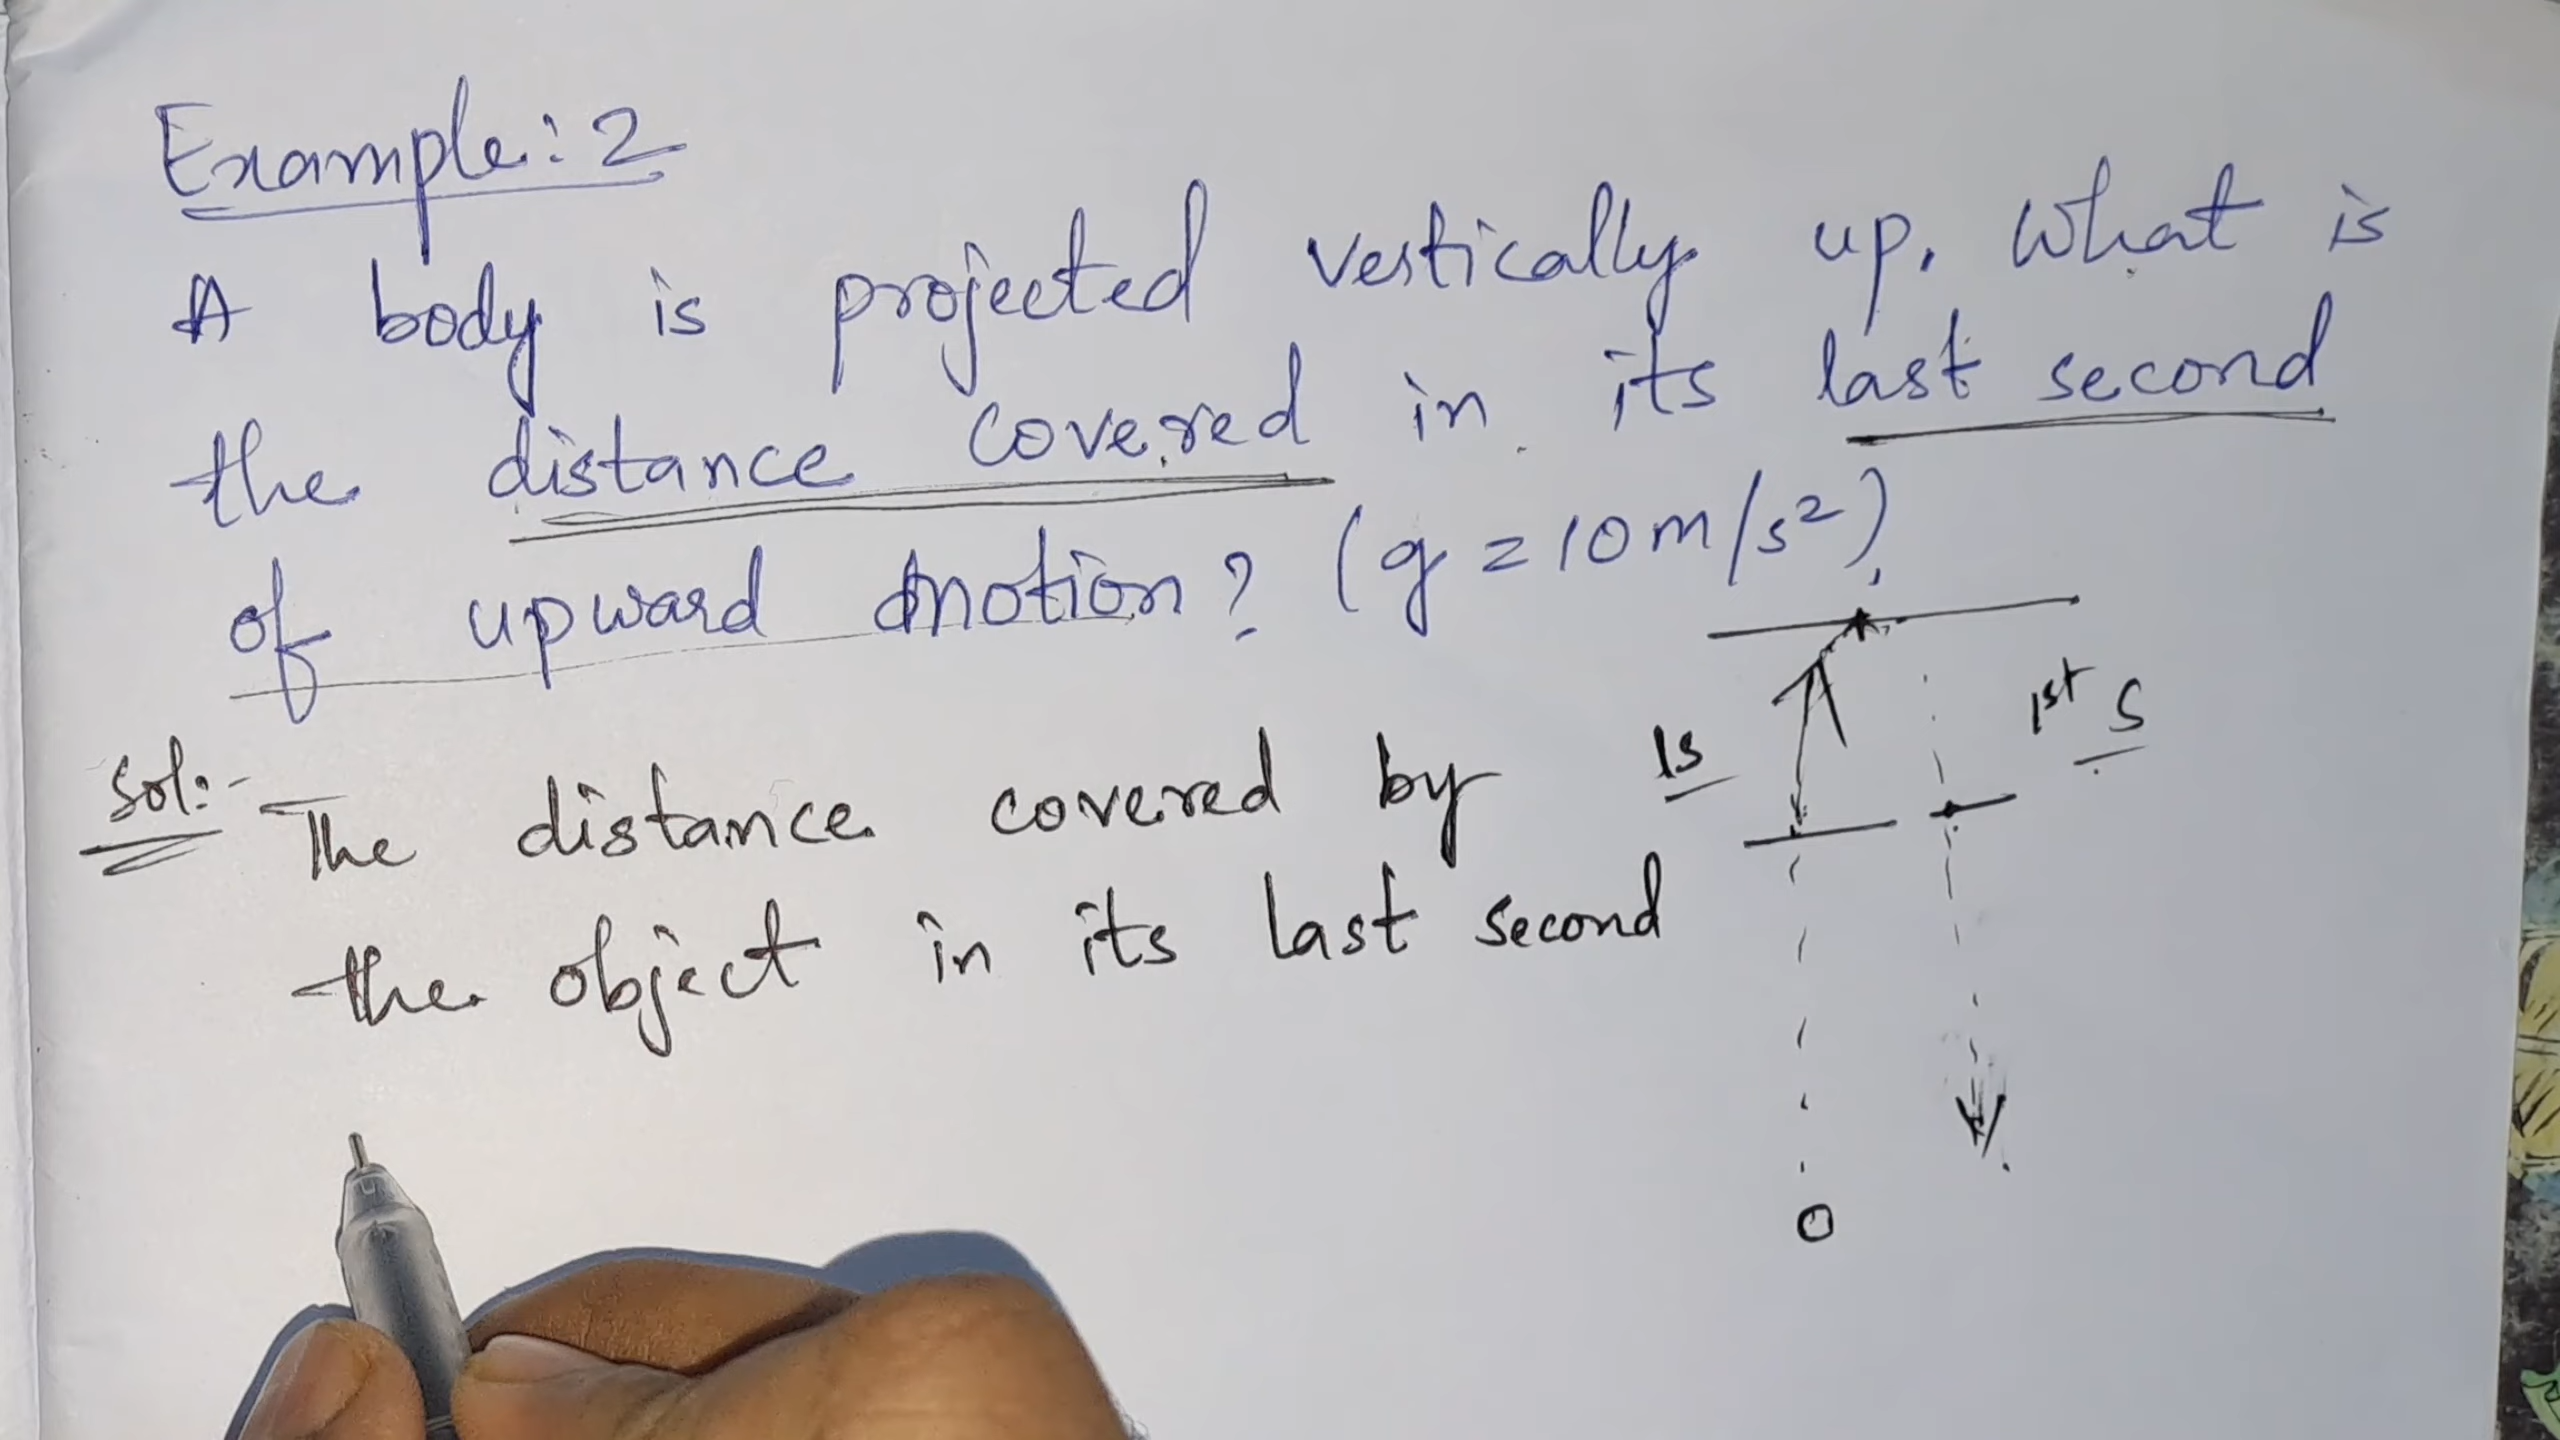 Example: 2
A body is projected vertically up. What is
the distance covered in its last second
of upward motion? (g = 10 m/s²)
Sol:- The distance covered by
the object in its last second
1s
1st s